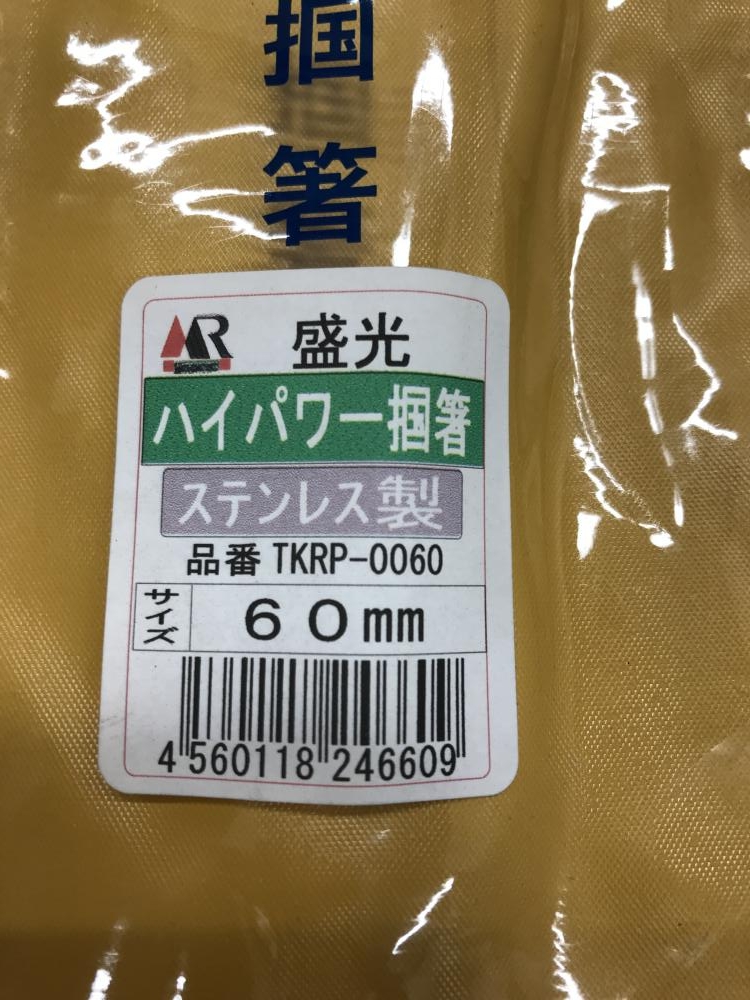 掴箸
MR
盛光
ハイパワー掴箸
ステンレス製
品番 TKRP-0060
サイズ
60mm
4 560118 246609